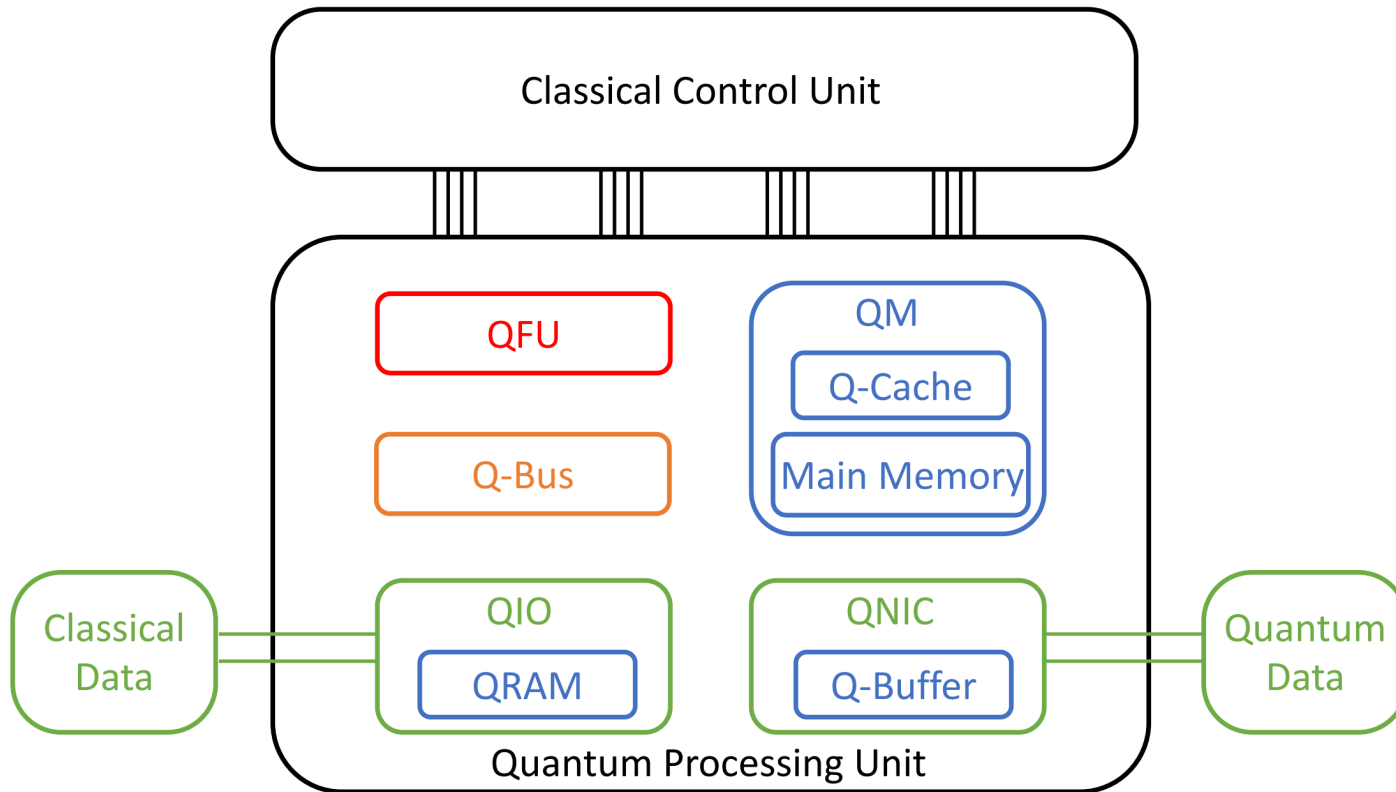 Classical Control Unit
QFU
QM
Q-Cache
Q-Bus
Main Memory
Classical
Data
QIO
QRAM
QNIC
Q-Buffer
Quantum
Data
Quantum Processing Unit